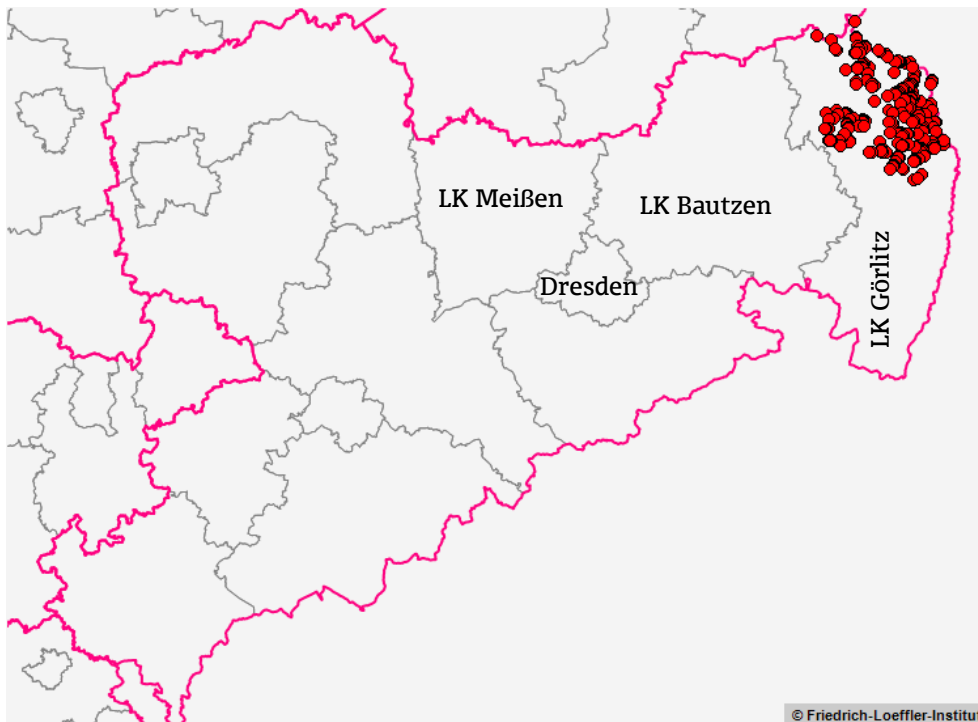 LK Meißen
LK Bautzen
Dresden
LK Görlitz
© Friedrich-Loeffler-Institut